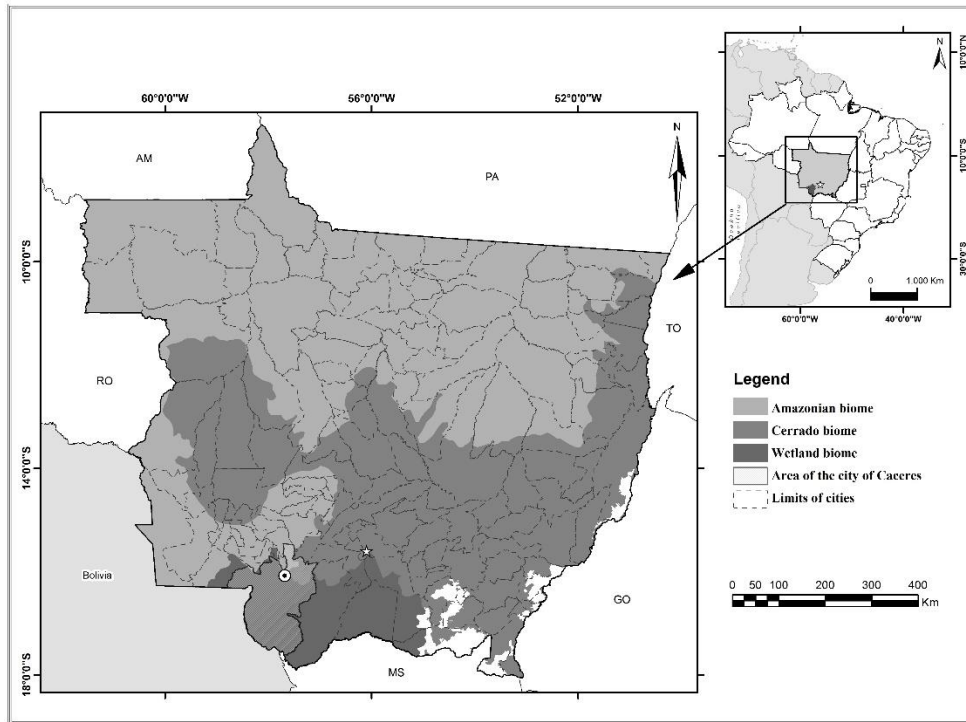 60°0'0"W
56°0'0"W
52°0'0"W
10°0'0"S
14°0'0"S
18°0'0"S
AM
PA
N
TO
RO
Bolivia
GO
MS
N
10°0'0"N
10°0'0"S
30°0'0"S
0 1.000 Km
60°0'0"W 40°0'0"W
Legend
Amazonian biome
Cerrado biome
Wetland biome
Area of the city of Caceres
Limits of cities
0 50 100 200 300 400
Km